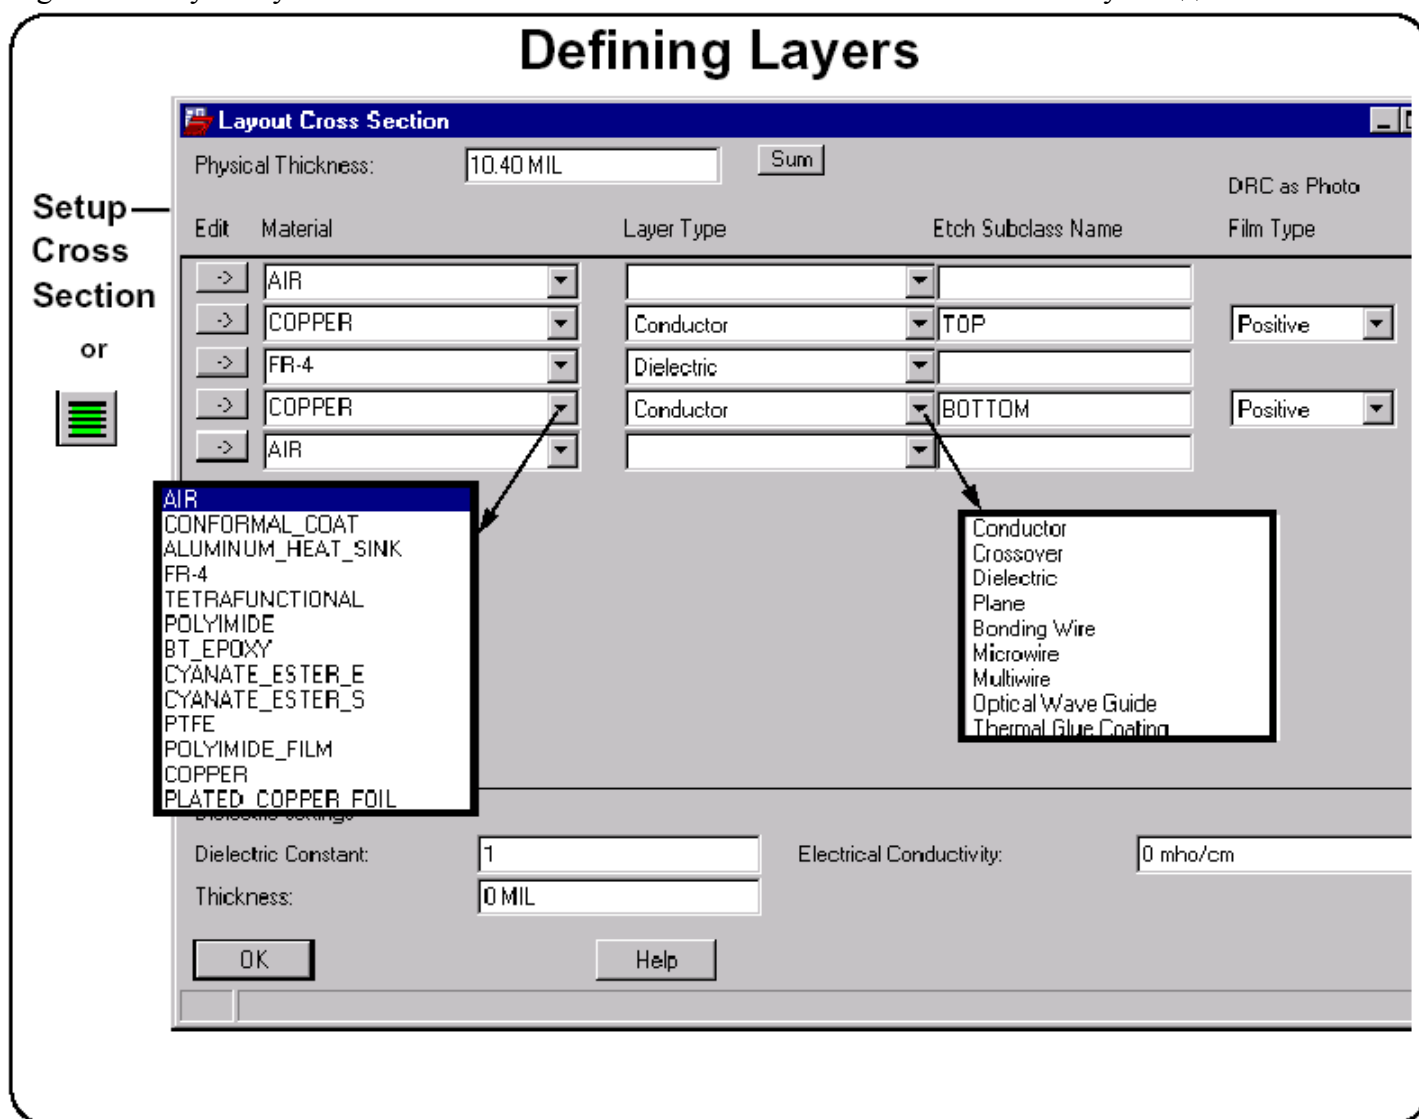 Defining Layers
Layout Cross Section
Physical Thickness: 10.40 MIL Sum
DRC as Photo
Edit Material Layer Type Etch Subclass Name Film Type
Setup
Cross
Section
or
-> AIR
-> COPPER Conductor TOP Positive
-> FR-4 Dielectric
-> COPPER Conductor BOTTOM Positive
-> AIR
AIR
CONFORMAL_COAT
ALUMINUM_HEAT_SINK
FR-4
TETRAFUNCTIONAL
POLYIMIDE
BT_EPOXY
CYANATE_ESTER_E
CYANATE_ESTER_S
PTFE
POLYIMIDE_FILM
COPPER
PLATED_COPPER_FOIL
Conductor
Crossover
Dielectric
Plane
Bonding Wire
Microwire
Multiwire
Optical Wave Guide
Thermal Glue Coating
Dielectric Constant: 1 Electrical Conductivity: 0 mho/cm
Thickness: 0 MIL
OK Help